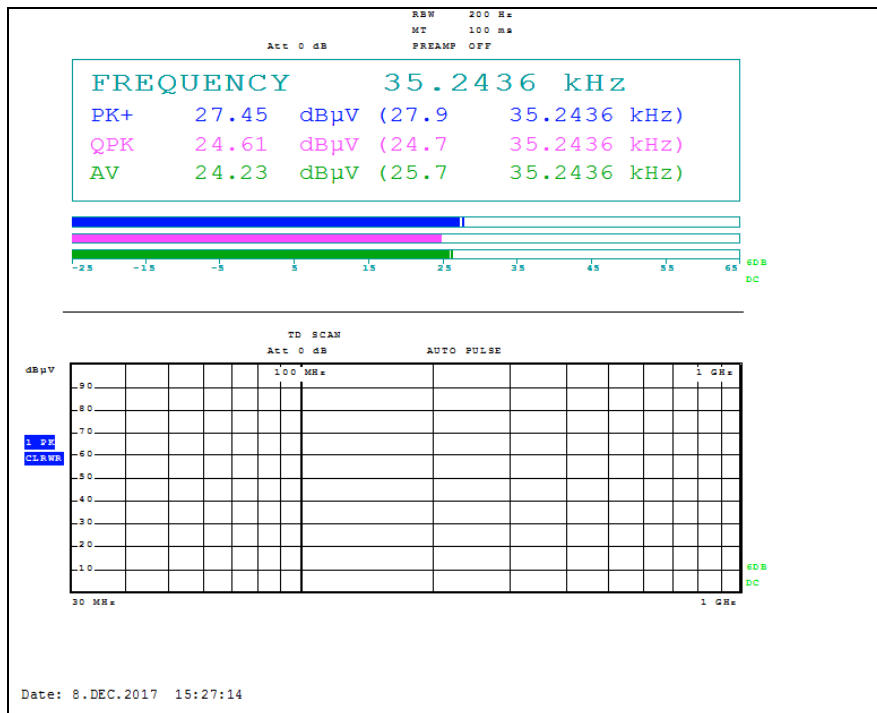 RBW 200 Hz
MT 100 ms
Att 0 dB PREAMP OFF
FREQUENCY 35.2436 kHz
PK+ 27.45 dBµV (27.9 35.2436 kHz)
QPK 24.61 dBµV (24.7 35.2436 kHz)
AV 24.23 dBµV (25.7 35.2436 kHz)
-25 -15 -5 5 15 25 35 45 55 65
6DB
DC
TD SCAN
Att 0 dB AUTO PULSE
dBµV 100 MHz 1 GHz
90
80
70
1 PK
CLRWR 60
50
40
30
20
10 6DB
DC
30 MHz 1 GHz
Date: 8.DEC.2017 15:27:14